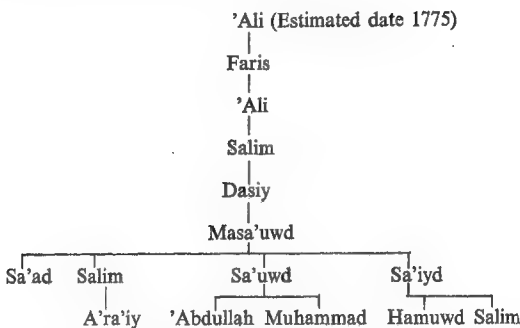 ’Ali (Estimated date 1775)
Faris
’Ali
Salim
Dasiy
Masa’uwd
Sa’ad Salim Sa’uwd Sa’iyd
A’ra’iy ’Abdullah Muhammad Hamuwd Salim